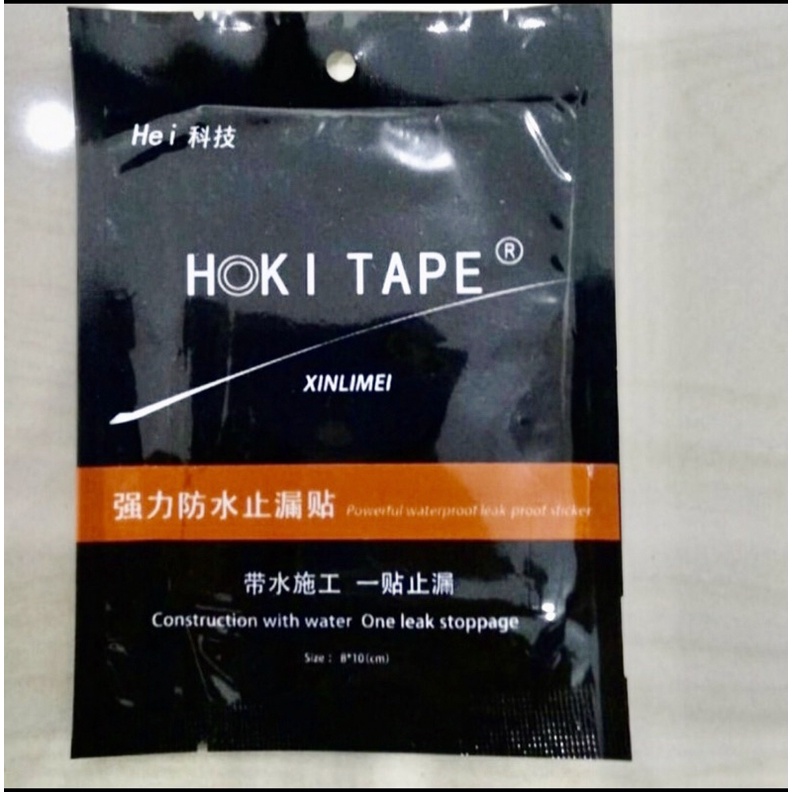 Hei 科技
HOKI TAPE®
XINLIMEI
强力防水止漏贴 Powerful waterproof leak proof sticker
带水施工 一贴止漏
Construction with water One leak stoppage
Size： 8*10(cm)